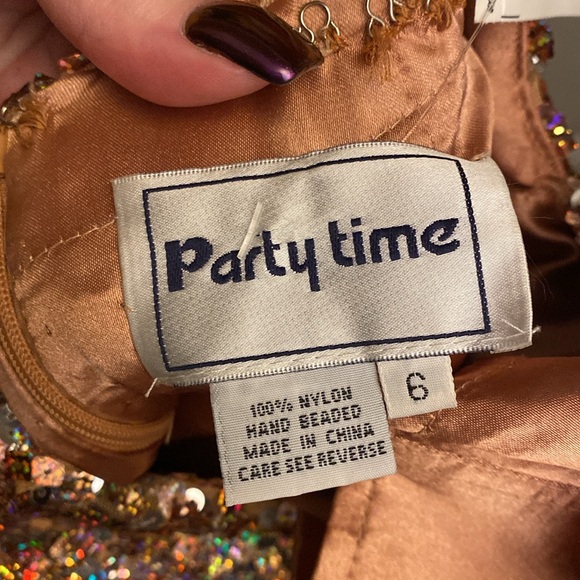 Party time
6
100% NYLON
HAND BEADED
MADE IN CHINA
CARE SEE REVERSE